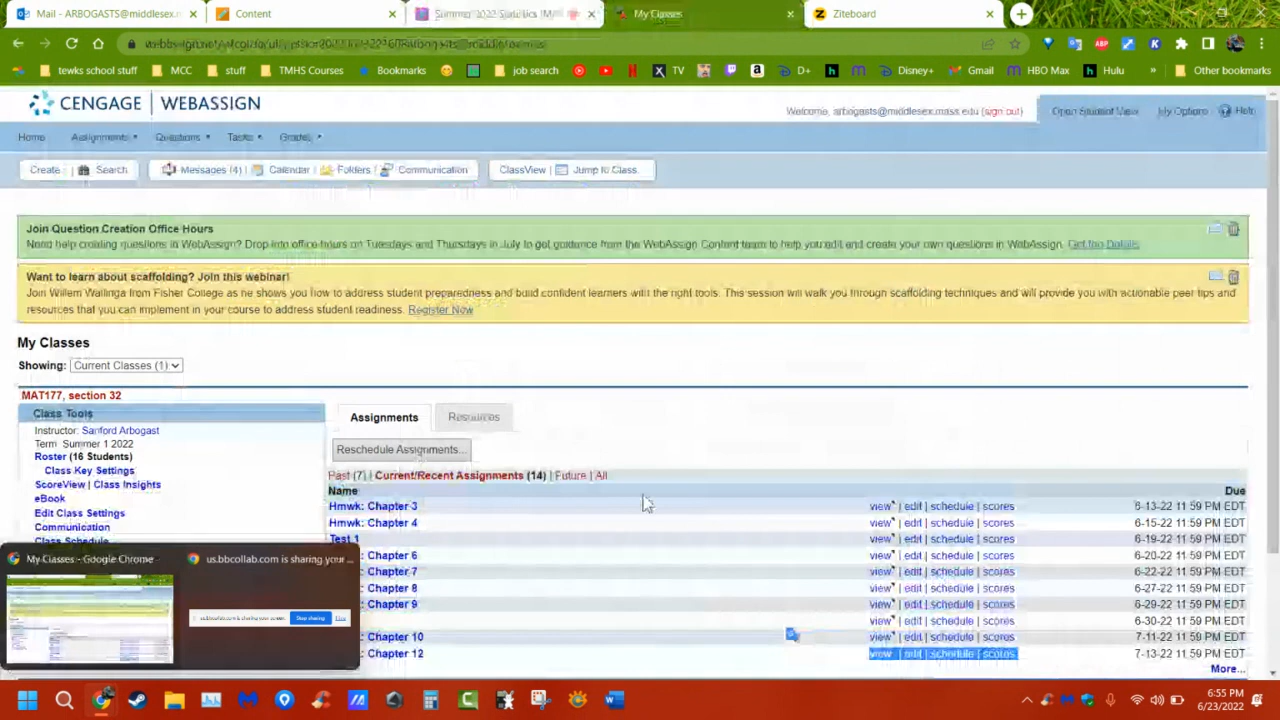 Mail - ARBOGASTS@middlesex.m
Content
Summer 2022 Statistics (MA
My Classes
Ziteboard
tewks school stuff
MCC
stuff
TMHS Courses
Bookmarks
job search
TV
D+
Disney+
Gmail
HBO Max
Hulu
»
Other bookmarks
CENGAGE | WEBASSIGN
Welcome, arbogasts@middlesex.mass.edu (sign out)
Open Student View
My Options
Help
Home
Assignments
Questions
Tasks
Grades
Create
Search
Messages (4)
Calendar
Folders
Communication
ClassView
Jump to Class
Join Question Creation Office Hours
Need help creating questions in WebAssign? Drop into office hours on Tuesdays and Thursdays in July to get guidance from the WebAssign Content team to help you edit and create your own questions in WebAssign.
Want to learn about scaffolding? Join this webinar!
Join Willem Wallinga from Fisher College as he shows you how to address student preparedness and build confident learners with the right tools. This session will walk you through scaffolding techniques and will provide you with actionable peer tips and
resources that you can implement in your course to address student readiness. Register Now
My Classes
Showing: Current Classes (1)
MAT177, section 32
Class Tools
Instructor: Sanford Arbogast
Term Summer 1 2022
Roster (16 Students)
Class Key Settings
ScoreView | Class Insights
eBook
Edit Class Settings
Communication
Class Schedule
Assignments
Resources
Reschedule Assignments...
Past (7) | Current/Recent Assignments (14) | Future | All
Name Due
Hmwk: Chapter 3 view | edit | schedule | scores 6-13-22 11:59 PM EDT
Hmwk: Chapter 4 view | edit | schedule | scores 6-15-22 11:59 PM EDT
Test 1 view | edit | schedule | scores 6-19-22 11:59 PM EDT
: Chapter 6 view | edit | schedule | scores 6-20-22 11:59 PM EDT
: Chapter 7 view | edit | schedule | scores 6-22-22 11:59 PM EDT
: Chapter 8 view | edit | schedule | scores 6-27-22 11:59 PM EDT
: Chapter 9 view | edit | schedule | scores 6-29-22 11:59 PM EDT
view | edit | schedule | scores 6-30-22 11:59 PM EDT
: Chapter 10 view | edit | schedule | scores 7-11-22 11:59 PM EDT
: Chapter 12 view | edit | schedule | scores 7-13-22 11:59 PM EDT
More...
My Classes - Google Chrome
us.bbcollab.com is sharing your ...
us.bbcollab.com is sharing your screen.
Stop sharing
Hide
6:55 PM
6/23/2022